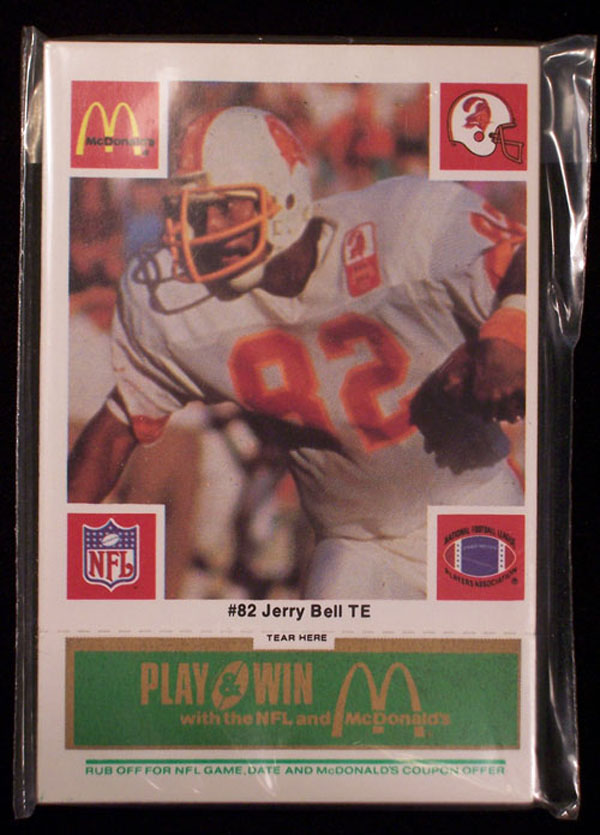 McDonald's
®
82
NFL
NATIONAL FOOTBALL LEAGUE
PLAYERS ASSOCIATION
®
#82 Jerry Bell TE
TEAR HERE
PLAY & WIN
with the NFL and McDonald's
RUB OFF FOR NFL GAME, DATE AND McDONALD'S COUPON OFFER